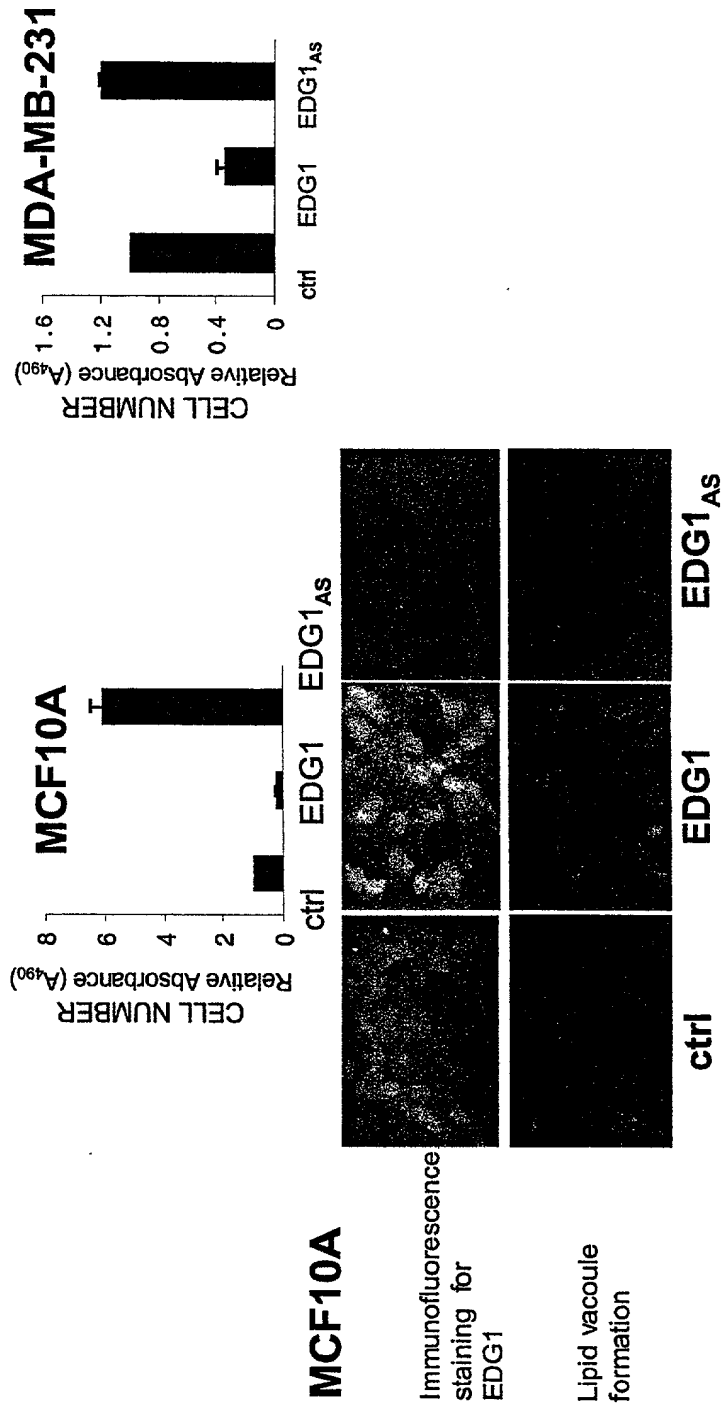 MCF10A
CELL NUMBER
Relative Absorbance (A490)
8
6
4
2
0
ctrl EDG1 EDG1AS
MDA-MB-231
CELL NUMBER
Relative Absorbance (A490)
1.6
1.2
0.8
0.4
0
ctrl EDG1 EDG1AS
MCF10A
Immunofluorescence
staining for
EDG1
Lipid vacoule
formation
ctrl EDG1 EDG1AS